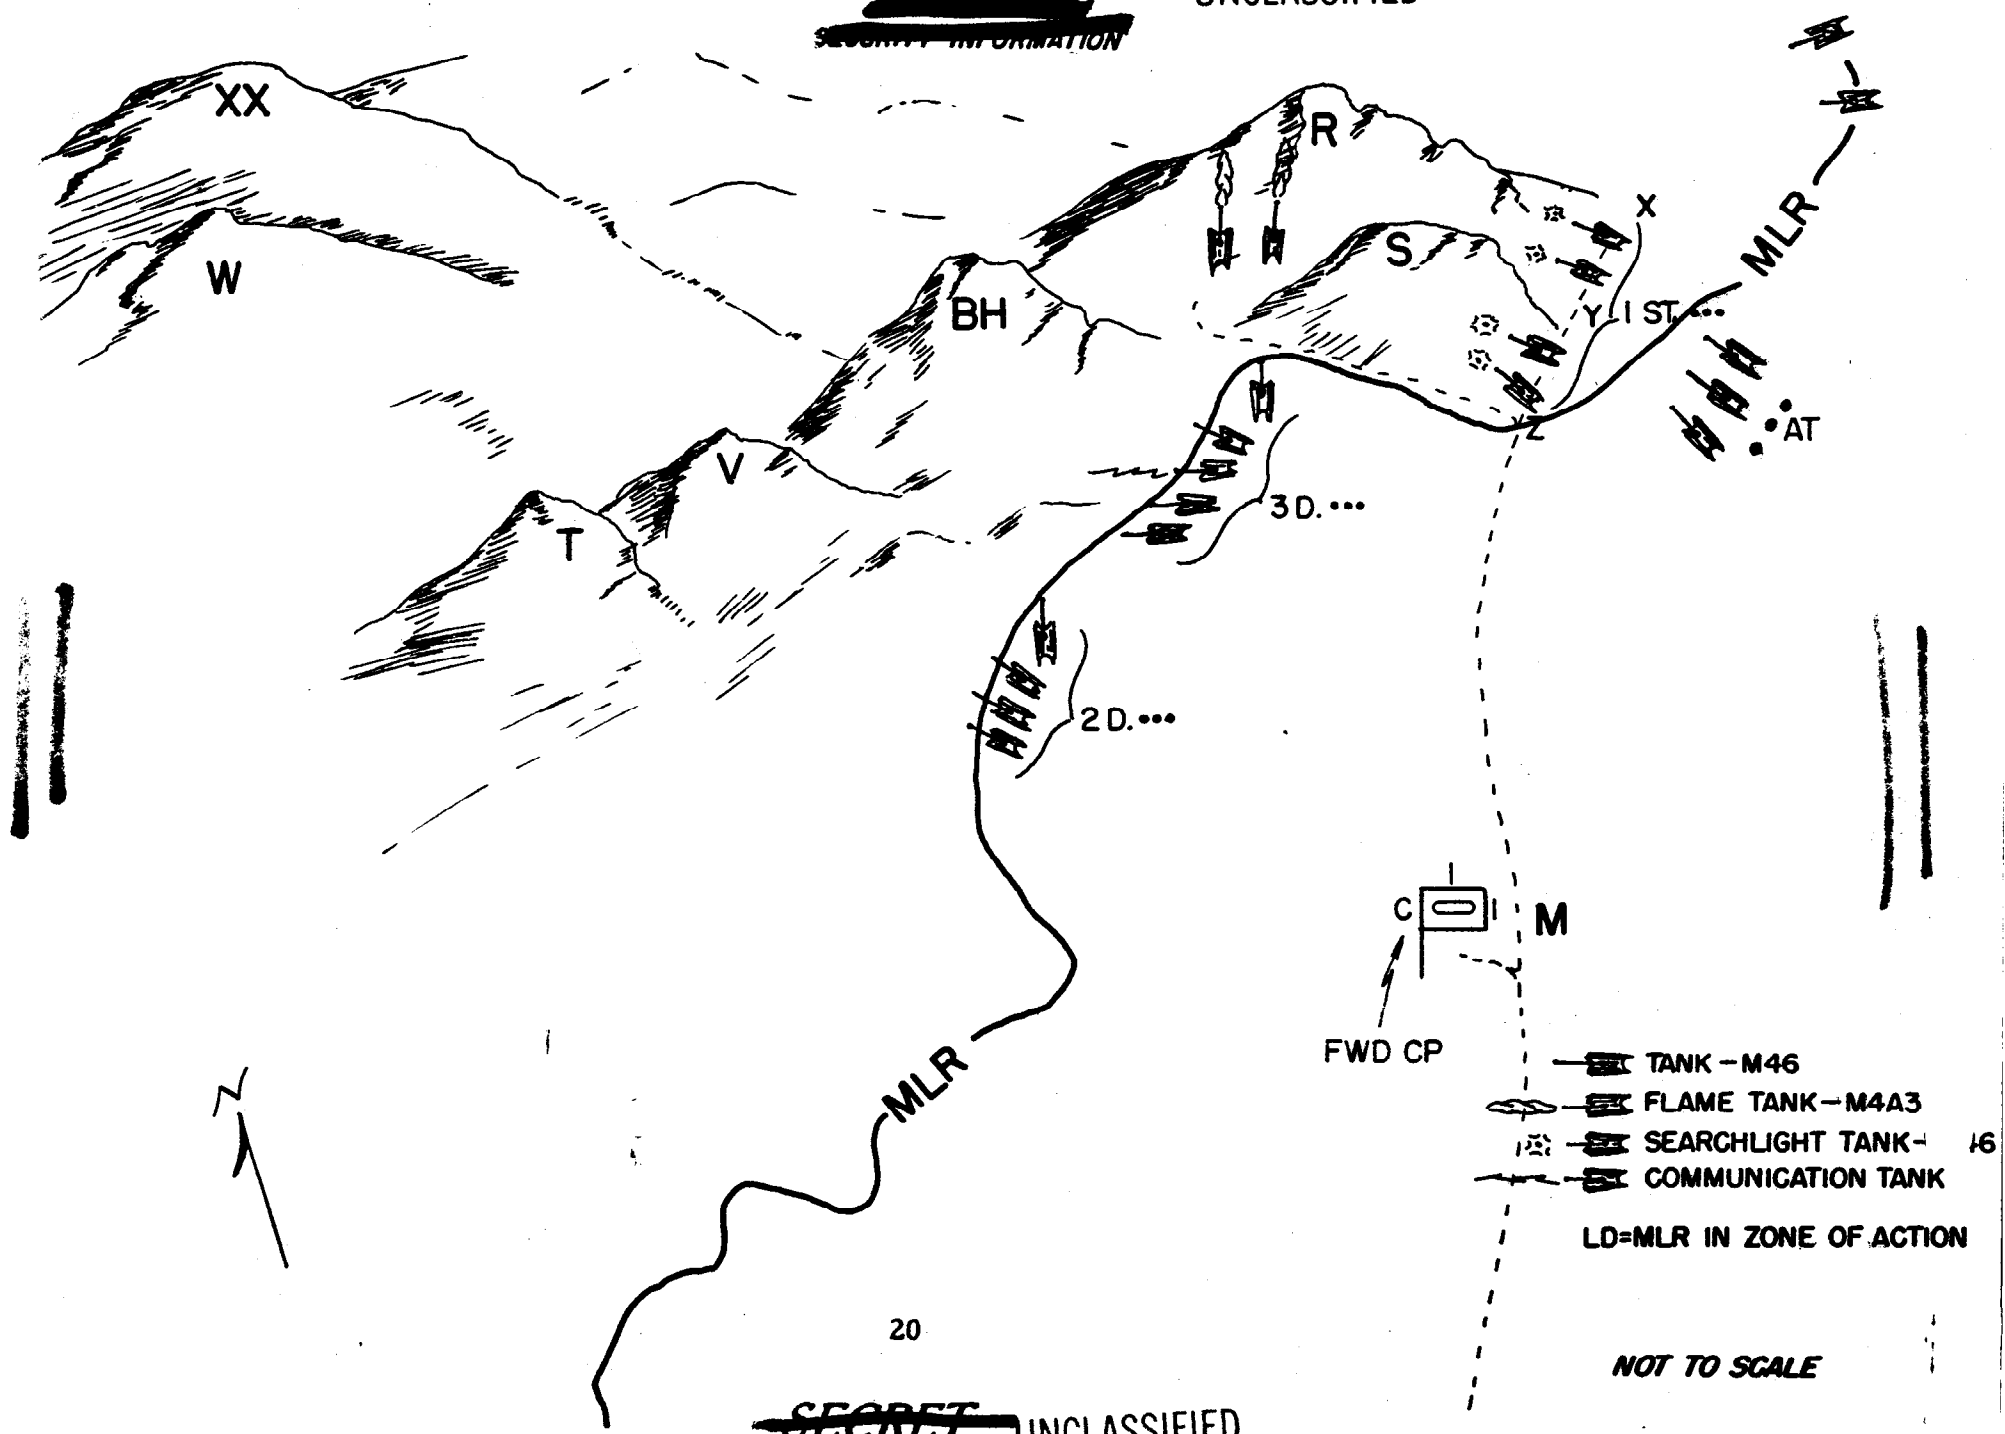 UNCLASSIFIED
SECURITY INFORMATION
XX
R
X
MLR
W
S
BH
Y
1 ST. •••
V
Z
AT
T
3 D. •••
2 D. •••
C
1
M
FWD CP
MLR
N
TANK – M46
FLAME TANK – M4A3
SEARCHLIGHT TANK-
COMMUNICATION TANK
LD=MLR IN ZONE OF ACTION
20
NOT TO SCALE
SECRET
UNCLASSIFIED